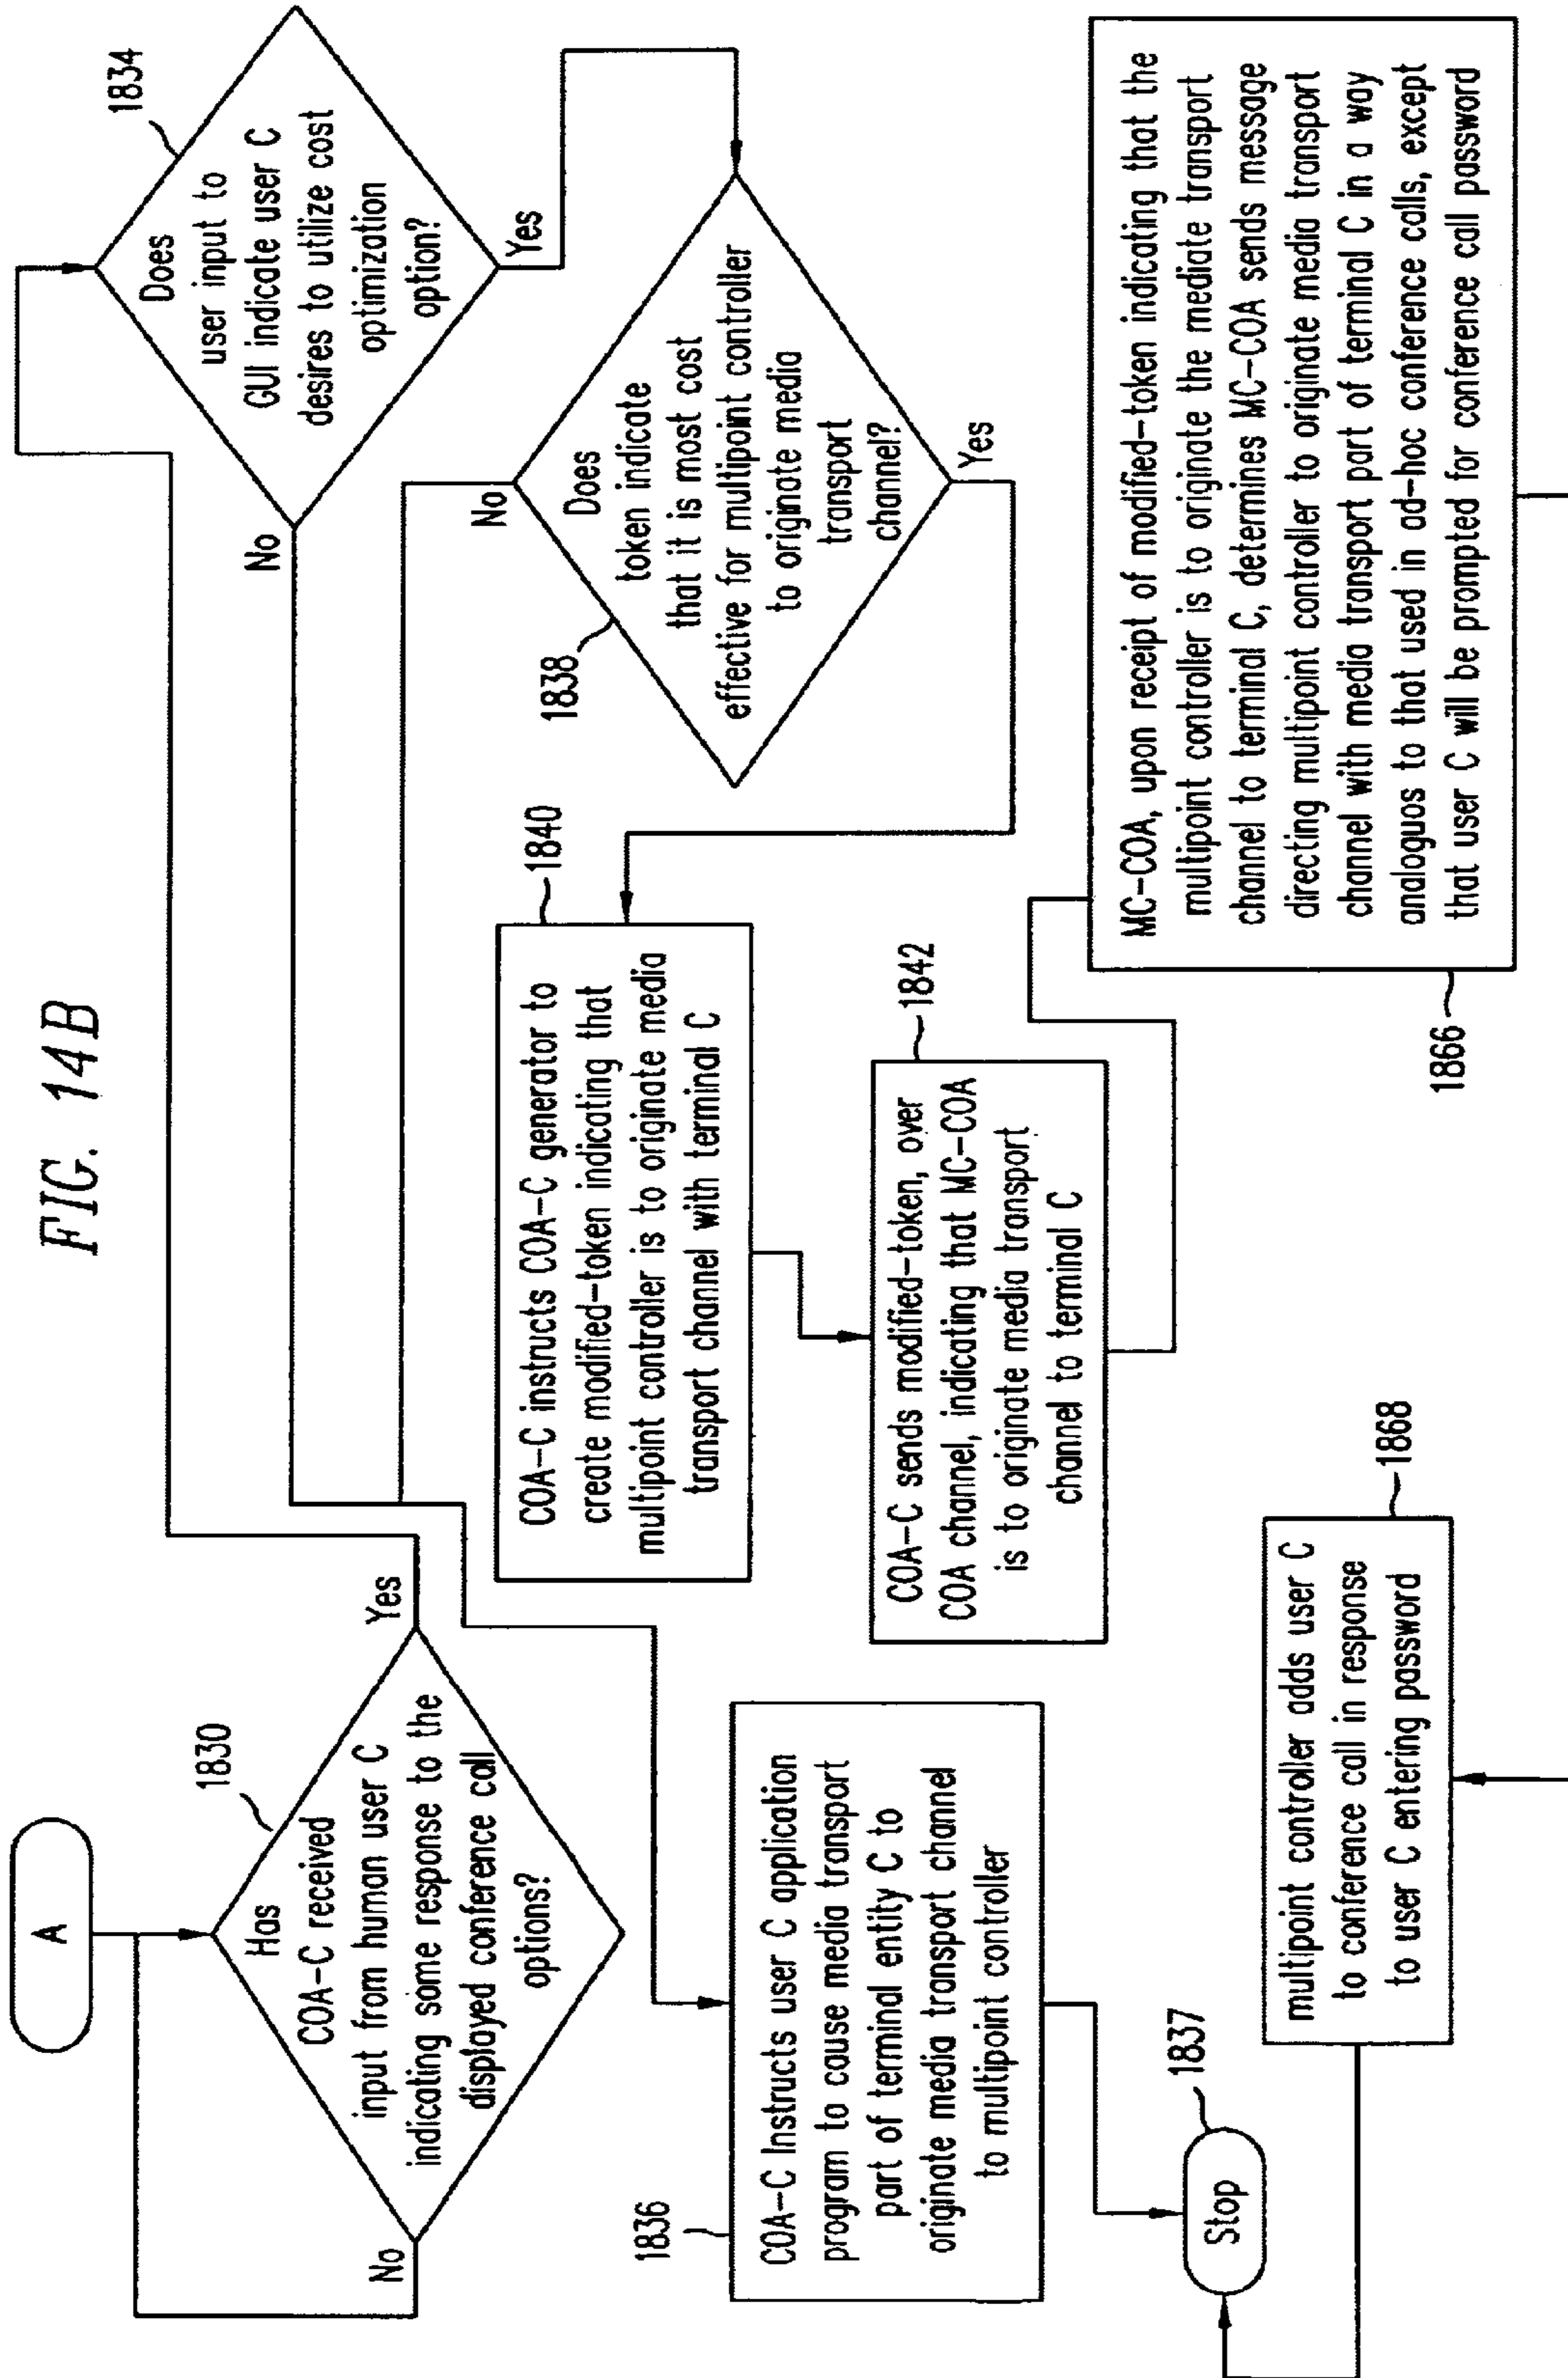 FIG. 14B
A
1830
Has
COA-C received
input from human user C
indicating some response to the
displayed conference call
options?
No
Yes
1834
Does
user input to
GUI indicate user C
desires to utilize cost
optimization
option?
No
Yes
1836
COA-C Instructs user C application
program to cause media transport
part of terminal entity C to
originate media transport channel
to multipoint controller
1837
Stop
1838
Does
token indicate
that it is most cost
effective for multipoint controller
to originate media
transport
channel?
No
Yes
1840
COA-C instructs COA-C generator to
create modified-token indicating that
multipoint controller is to originate media
transport channel with terminal C
1842
COA-C sends modified-token, over
COA channel, indicating that MC-COA
is to originate media transport
channel to terminal C
1866
MC-COA, upon receipt of modified-token indicating that the
multipoint controller is to originate the mediate transport
channel to terminal C, determines MC-COA sends message
directing multipoint controller to originate media transport
channel with media transport part of terminal C in a way
analoguos to that used in ad-hoc conference calls, except
that user C will be prompted for conference call password
1868
multipoint controller adds user C
to conference call in response
to user C entering password